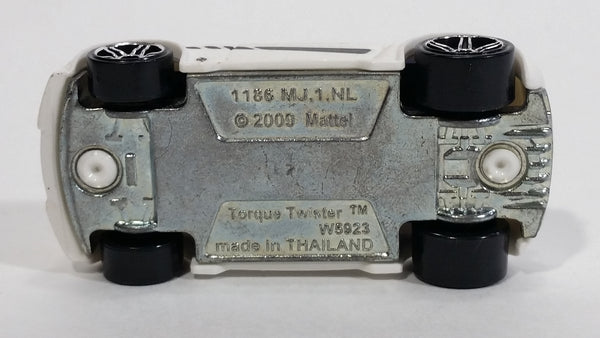 1186 MJ,1,NL
© 2009 Mattel
Torque Twister ™
W5923
made in THAILAND